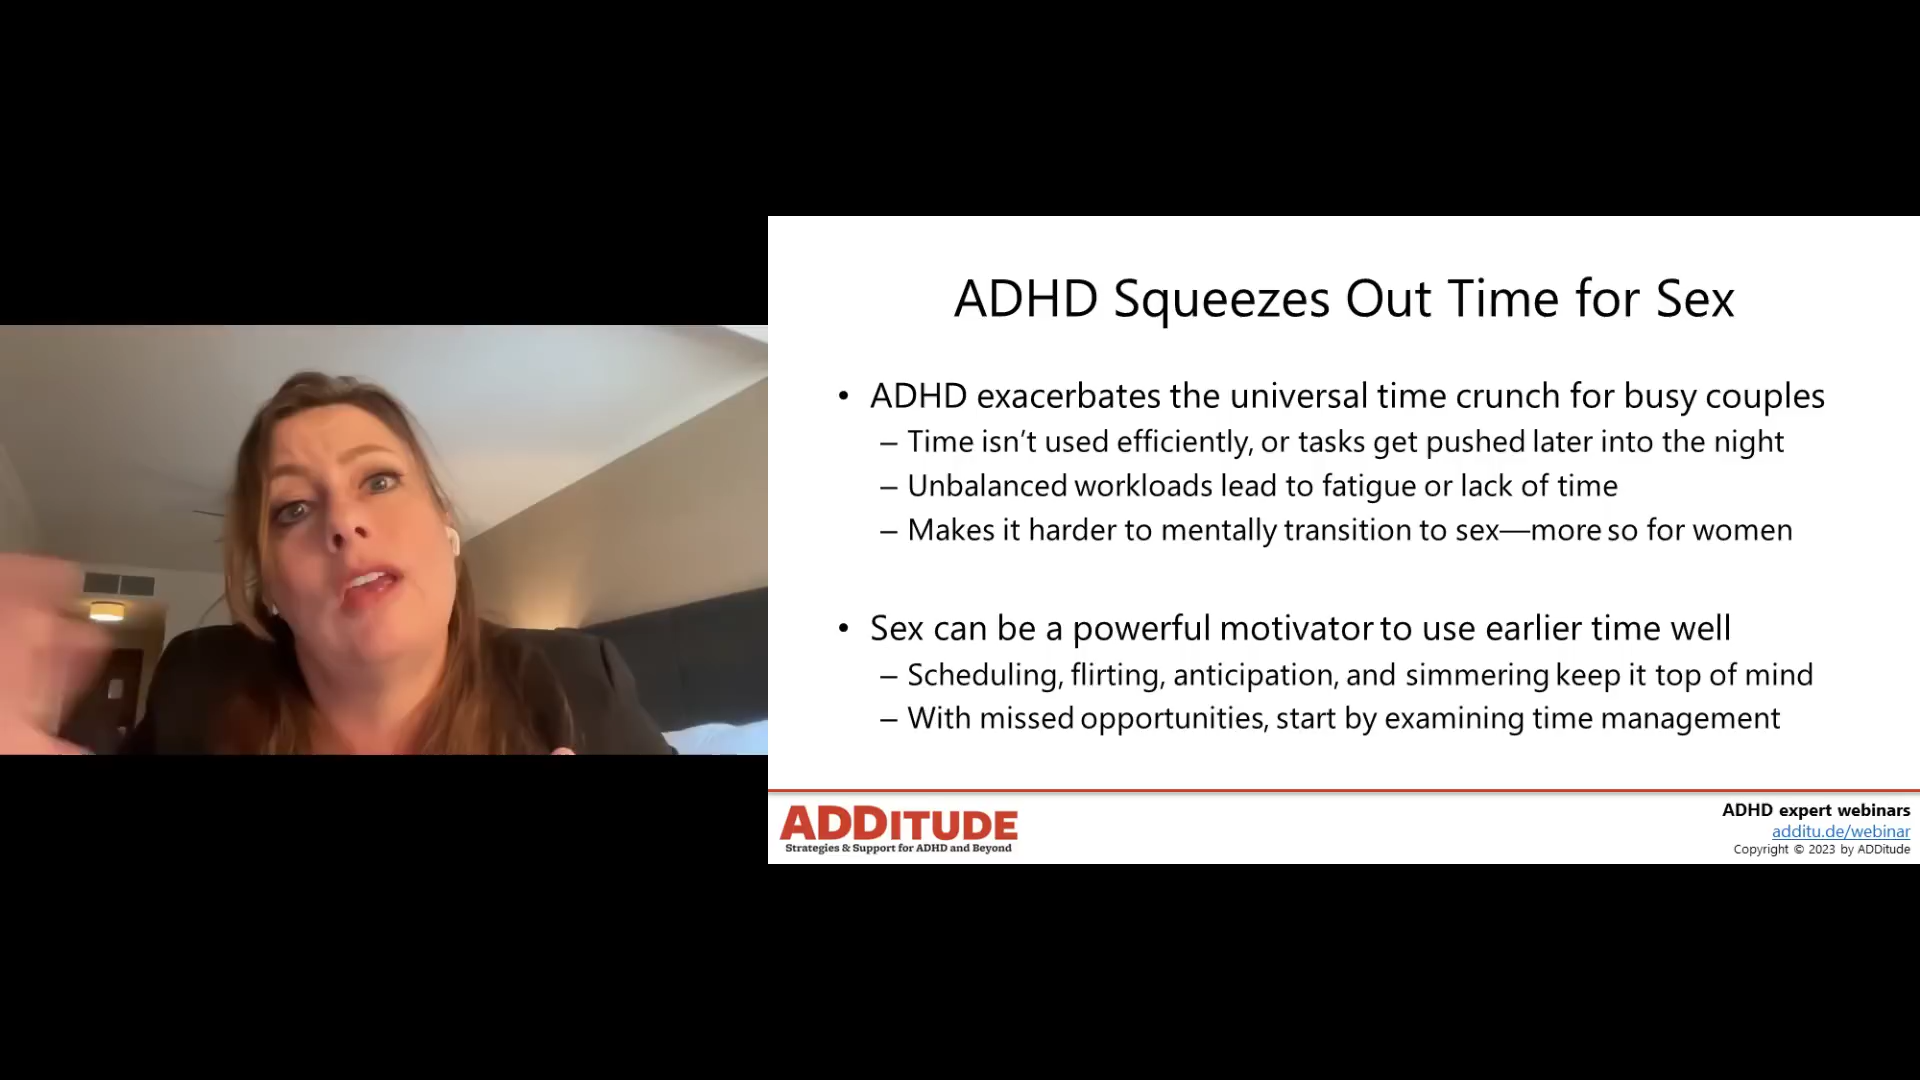 ADHD Squeezes Out Time for Sex
• ADHD exacerbates the universal time crunch for busy couples
– Time isn’t used efficiently, or tasks get pushed later into the night
– Unbalanced workloads lead to fatigue or lack of time
– Makes it harder to mentally transition to sex—more so for women
• Sex can be a powerful motivator to use earlier time well
– Scheduling, flirting, anticipation, and simmering keep it top of mind
– With missed opportunities, start by examining time management
ADDITUDE
Strategies & Support for ADHD and Beyond
ADHD expert webinars
additu.de/webinar
Copyright © 2023 by ADDitude